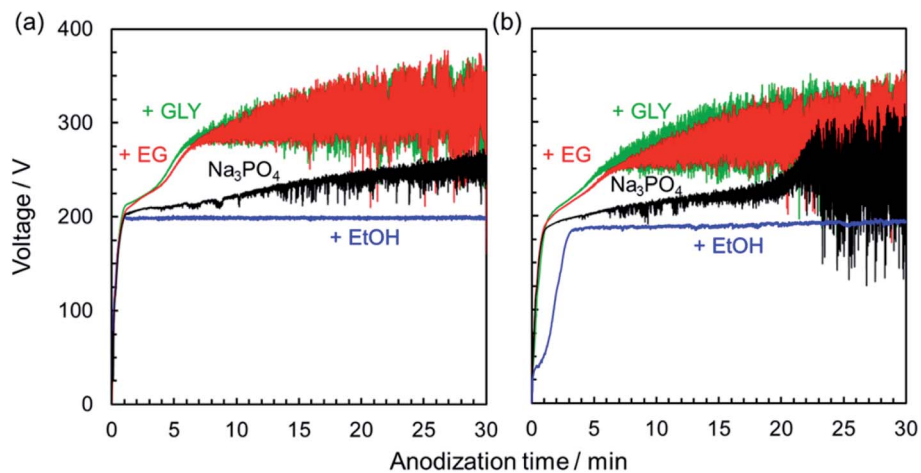 (a)
(b)
400
300
200
100
0
Voltage / V
+ GLY
+ EG
Na₃PO₄
+ EtOH
0 5 10 15 20 25 30
+ GLY
+ EG
Na₃PO₄
+ EtOH
0 5 10 15 20 25 30
Anodization time / min